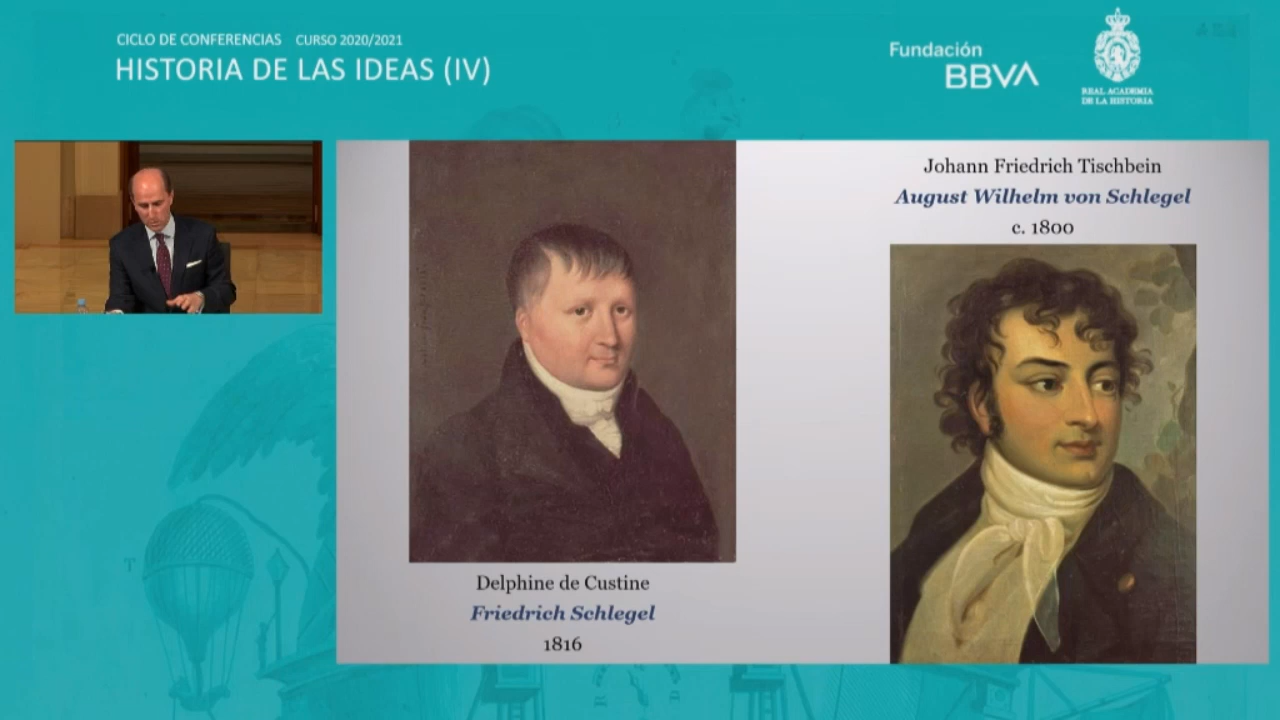 CICLO DE CONFERENCIAS CURSO 2020/2021
HISTORIA DE LAS IDEAS (IV)
Fundación
BBVA
REAL ACADEMIA
DE LA HISTORIA
Delphine de Custine
Friedrich Schlegel
1816
Johann Friedrich Tischbein
August Wilhelm von Schlegel
c. 1800